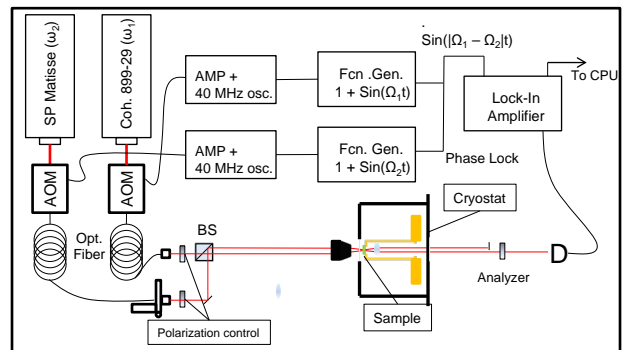 SP Matisse (ω2)
Coh. 899-29 (ω1)
AMP +
40 MHz osc.
Fcn .Gen.
1 + Sin(Ω1t)
.
Sin(|Ω1 – Ω2|t)
To CPU
Lock-In
Amplifier
AMP +
40 MHz osc.
Fcn. Gen.
1 + Sin(Ω2t)
Phase Lock
AOM
AOM
Cryostat
Opt.
Fiber
BS
Analyzer
Sample
Polarization control